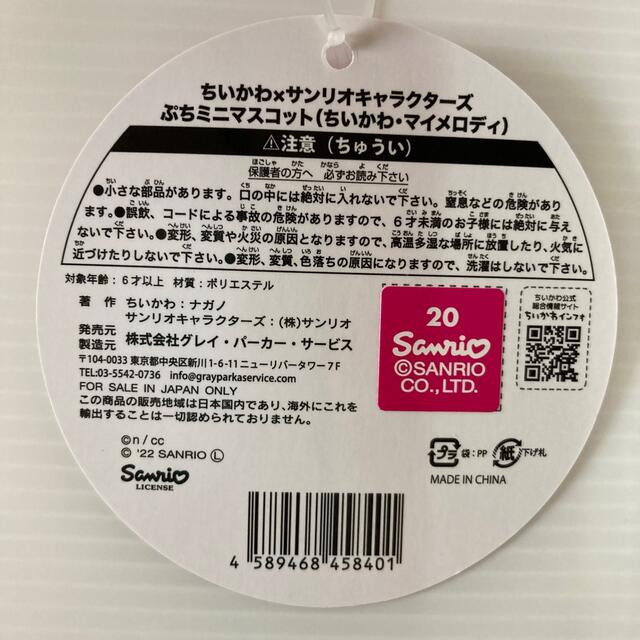 ちいかわ×サンリオキャラクターズ
ぷちミニマスコット(ちいかわ・マイメロディ)
⚠注意(ちゅうい)
保護者の方へ 必ずお読み下さい
●小さな部品があります。口の中には絶対に入れないで下さい。窒息などの危険があり
ます。●誤飲、コードによる事故の危険がありますので、6才未満のお子様には絶対に与え
ないで下さい。●変形、変質や火災の原因となりますので、高温多湿な場所に放置したり、火気に
近づけたりしないで下さい。●変形、変質、色落ちの原因になりますので、洗濯はしないで下さい。
対象年齢:6才以上 材質:ポリエステル
著 作 ちいかわ:ナガノ
サンリオキャラクターズ:(株)サンリオ
発売元
製造元 株式会社グレイ・パーカー・サービス
〒104-0033 東京都中央区新川1-6-11ニューリバータワー7F
TEL:03-5542-0736 info@grayparkaservice.com
FOR SALE IN JAPAN ONLY
この商品の販売地域は日本国内であり、海外にこれを
輸出することは一切認められておりません。
20
Sanrio
©SANRIO
CO., LTD.
ちいかわ公式
総合情報サイト
ちいかわインフォ
©n / cc
© '22 SANRIO Ⓛ
Sanrio
LICENSE
プラ 袋:PP 紙 下げ札
MADE IN CHINA
4 589468 458401